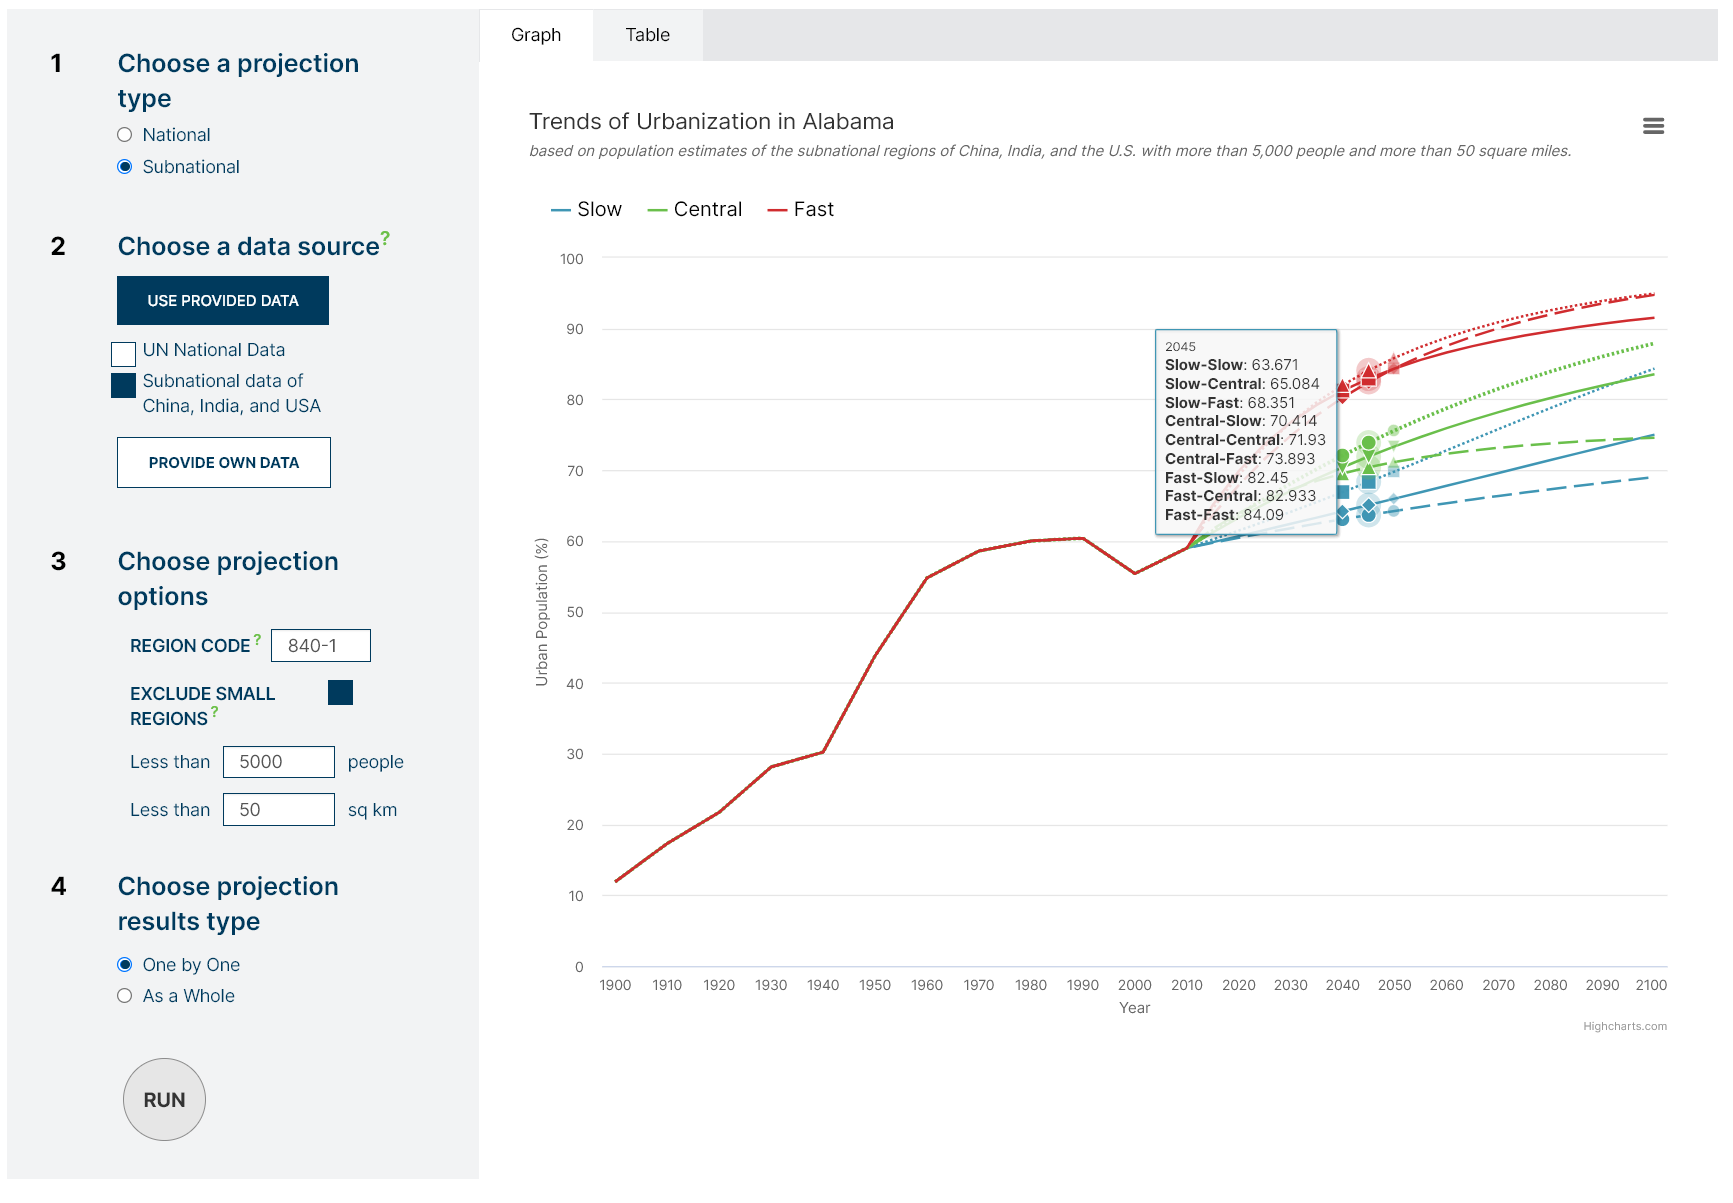 1
Choose a projection
type
National
Subnational
2
Choose a data source?
USE PROVIDED DATA
UN National Data
Subnational data of
China, India, and USA
PROVIDE OWN DATA
3
Choose projection
options
REGION CODE? 840-1
EXCLUDE SMALL
REGIONS?
Less than 5000 people
Less than 50 sq km
4
Choose projection
results type
One by One
As a Whole
RUN
Graph Table
Trends of Urbanization in Alabama
based on population estimates of the subnational regions of China, India, and the U.S. with more than 5,000 people and more than 50 square miles.
Slow Central Fast
100
90
80
70
60
50
40
30
20
10
0
Urban Population (%)
2045
Slow-Slow: 63.671
Slow-Central: 65.084
Slow-Fast: 68.351
Central-Slow: 70.414
Central-Central: 71.93
Central-Fast: 73.893
Fast-Slow: 82.45
Fast-Central: 82.933
Fast-Fast: 84.09
1900 1910 1920 1930 1940 1950 1960 1970 1980 1990 2000 2010 2020 2030 2040 2050 2060 2070 2080 2090 2100
Year
Highcharts.com